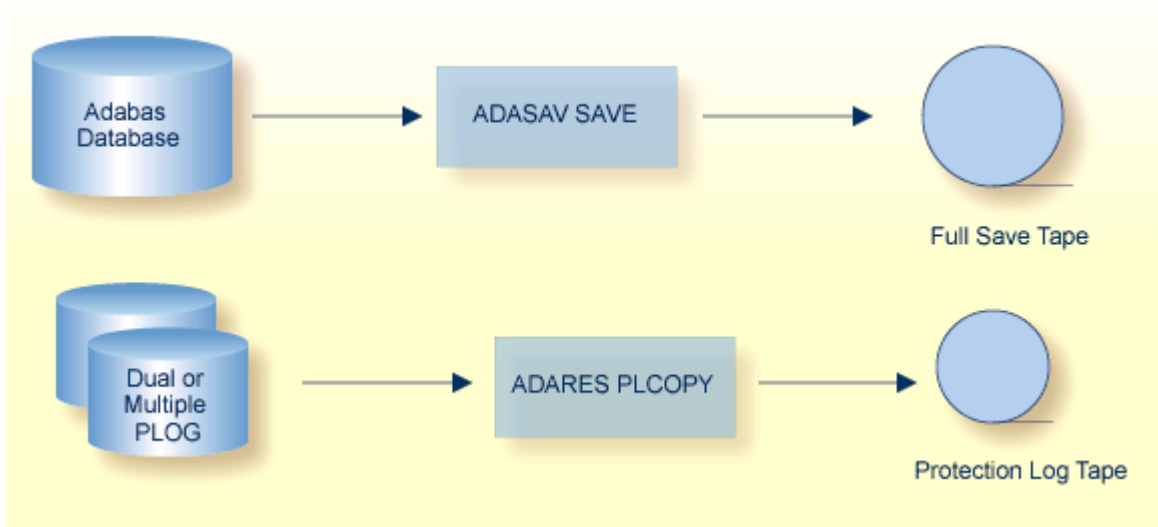 Adabas
Database
ADASAV SAVE
Full Save Tape
Dual or
Multiple
PLOG
ADARES PLCOPY
Protection Log Tape